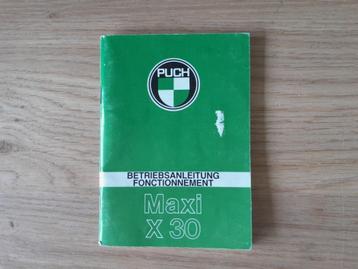 PUCH
BETRIEBSANLEITUNG
FONCTIONNEMENT
Maxi
X 30